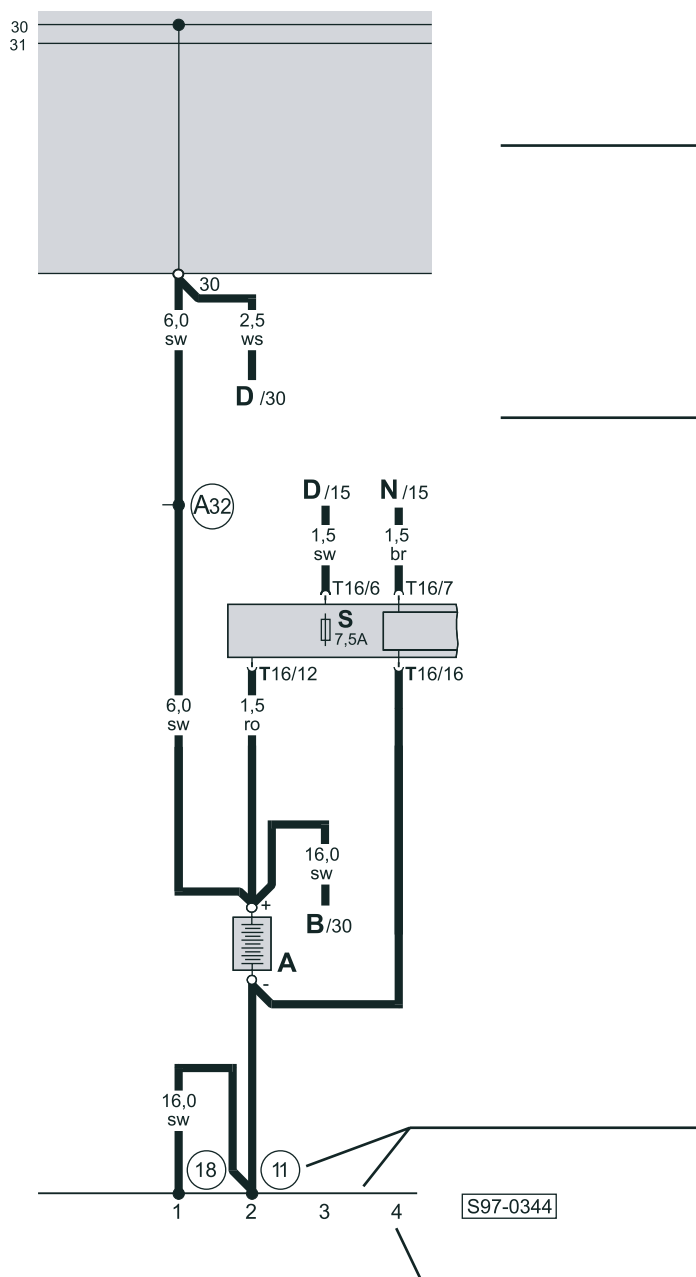 30
31
30
6,0 2,5
sw ws
D /30
A32
D /15 N /15
1,5 1,5
sw br
T16/6 T16/7
S
7,5A
T16/12 T16/16
6,0 1,5
sw ro
16,0
sw
+
B/30
A
-
16,0
sw
18 11
1 2 3 4
S97-0344